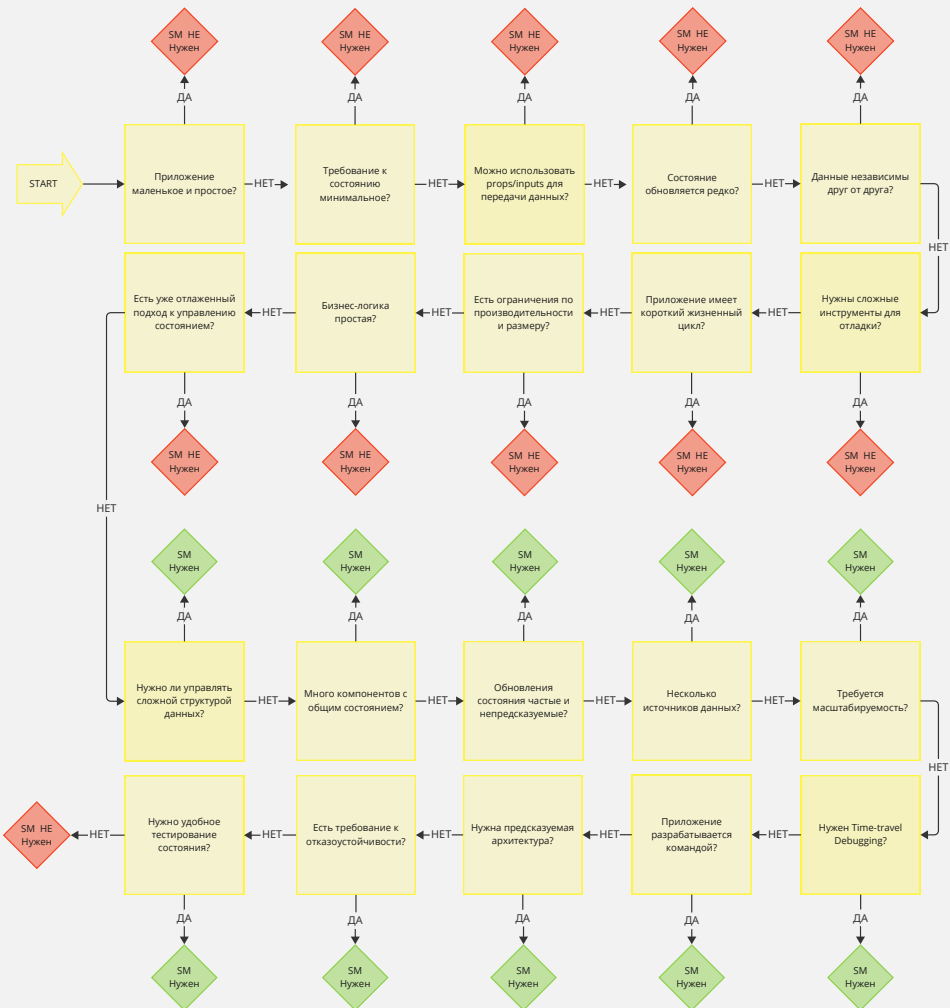 SM НЕ
Нужен
SM НЕ
Нужен
SM НЕ
Нужен
SM НЕ
Нужен
SM НЕ
Нужен
ДА
ДА
ДА
ДА
ДА
START
Приложение
маленькое и простое?
НЕТ
Требование к
состоянию
минимальное?
НЕТ
Можно использовать
props/inputs для
передачи данных?
НЕТ
Состояние
обновляется редко?
НЕТ
Данные независимы
друг от друга?
НЕТ
Есть уже отлаженный
подход к управлению
состоянием?
НЕТ
Бизнес-логика
простая?
НЕТ
Есть ограничения по
производительности
и размеру?
НЕТ
Приложение имеет
короткий жизненный
цикл?
НЕТ
Нужны сложные
инструменты для
отладки?
ДА
ДА
ДА
ДА
ДА
SM НЕ
Нужен
SM НЕ
Нужен
SM НЕ
Нужен
SM НЕ
Нужен
SM НЕ
Нужен
НЕТ
SM
Нужен
SM
Нужен
SM
Нужен
SM
Нужен
SM
Нужен
ДА
ДА
ДА
ДА
ДА
Нужно ли управлять
сложной структурой
данных?
НЕТ
Много компонентов с
общим состоянием?
НЕТ
Обновления
состояния частые и
непредсказуемые?
НЕТ
Несколько
источников данных?
НЕТ
Требуется
масштабируемость?
НЕТ
SM НЕ
Нужен
НЕТ
Нужно удобное
тестирование
состояния?
НЕТ
Есть требование к
отказоустойчивости?
НЕТ
Нужна предсказуемая
архитектура?
НЕТ
Приложение
разрабатывается
командой?
НЕТ
Нужен Time-travel
Debugging?
ДА
ДА
ДА
ДА
ДА
SM
Нужен
SM
Нужен
SM
Нужен
SM
Нужен
SM
Нужен